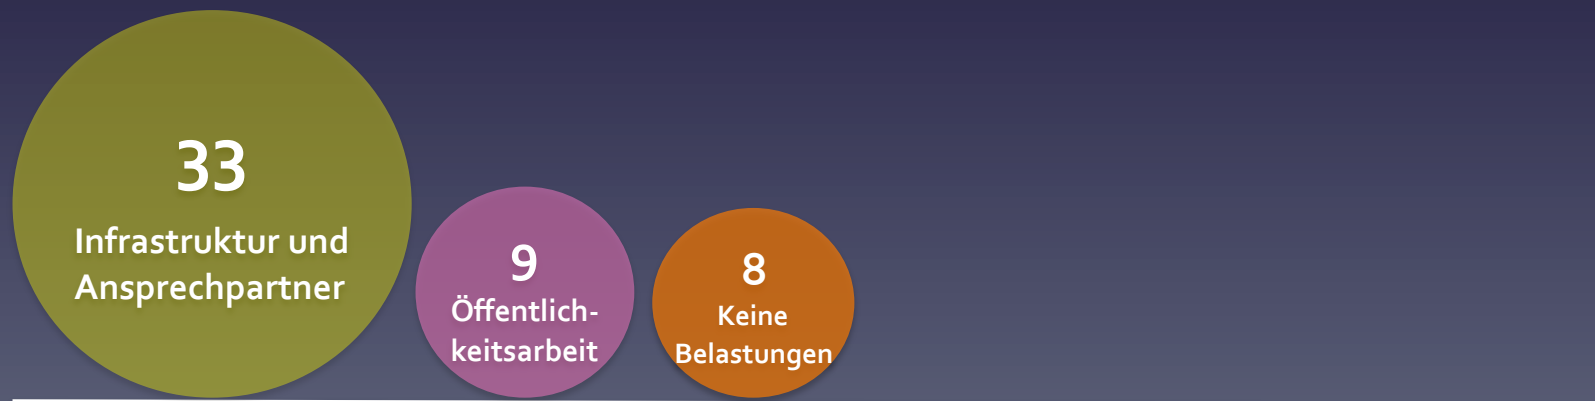 33
Infrastruktur und
Ansprechpartner
9
Öffentlich-
keitsarbeit
8
Keine
Belastungen